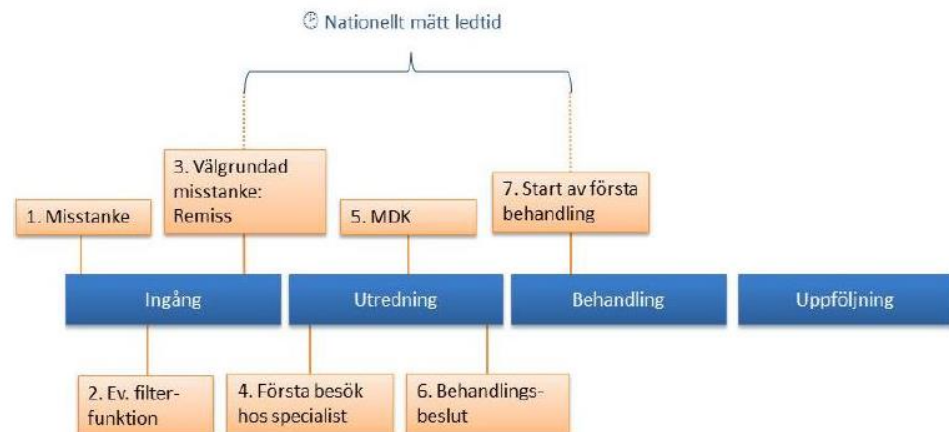 Nationellt mätt ledtid
3. Välgrundad
misstanke:
Remiss
7. Start av första
behandling
1. Misstanke
5. MDK
Ingång
Utredning
Behandling
Uppföljning
2. Ev. filter-
funktion
4. Första besök
hos specialist
6. Behandlings-
beslut